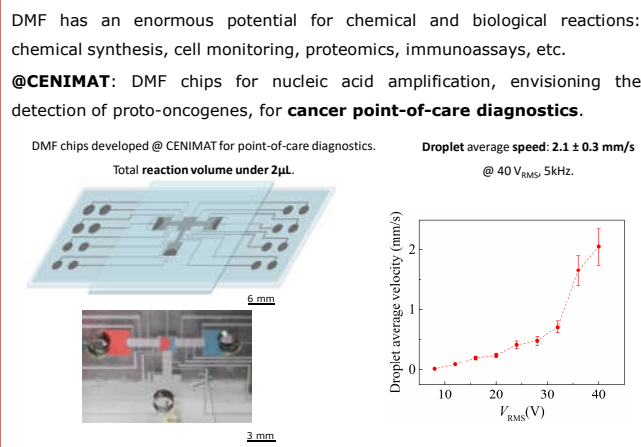 DMF has an enormous potential for chemical and biological reactions:
chemical synthesis, cell monitoring, proteomics, immunoassays, etc.
@CENIMAT: DMF chips for nucleic acid amplification, envisioning the
detection of proto-oncogenes, for cancer point-of-care diagnostics.
DMF chips developed @ CENIMAT for point-of-care diagnostics.
Total reaction volume under 2µL.
6 mm
3 mm
Droplet average speed: 2.1 ± 0.3 mm/s
@ 40 VRMS, 5kHz.
Droplet average velocity (mm/s)
2
1
0
10 20 30 40
VRMS(V)